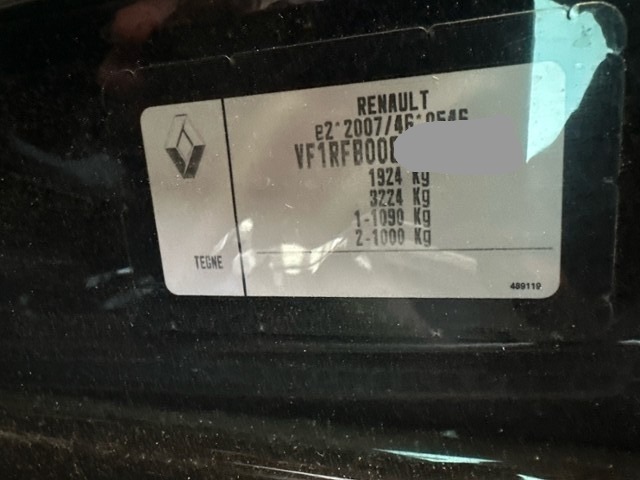 RENAULT
e2*2007/46*0546
VF1RFB00
1924 Kg
3224 Kg
1-1090 Kg
2-1000 Kg
TEGNE
489119